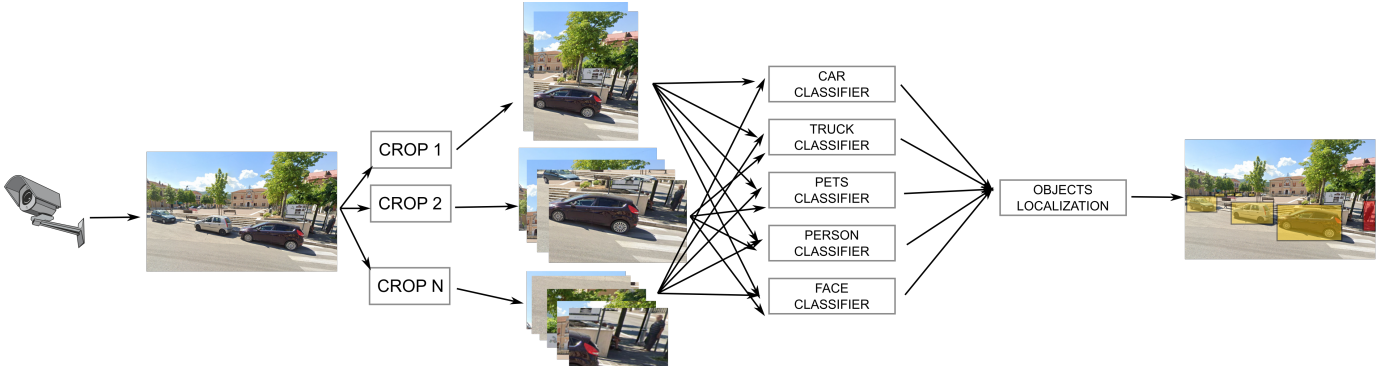 CROP 1
CROP 2
CROP N
CAR
CLASSIFIER
TRUCK
CLASSIFIER
PETS
CLASSIFIER
PERSON
CLASSIFIER
FACE
CLASSIFIER
OBJECTS
LOCALIZATION